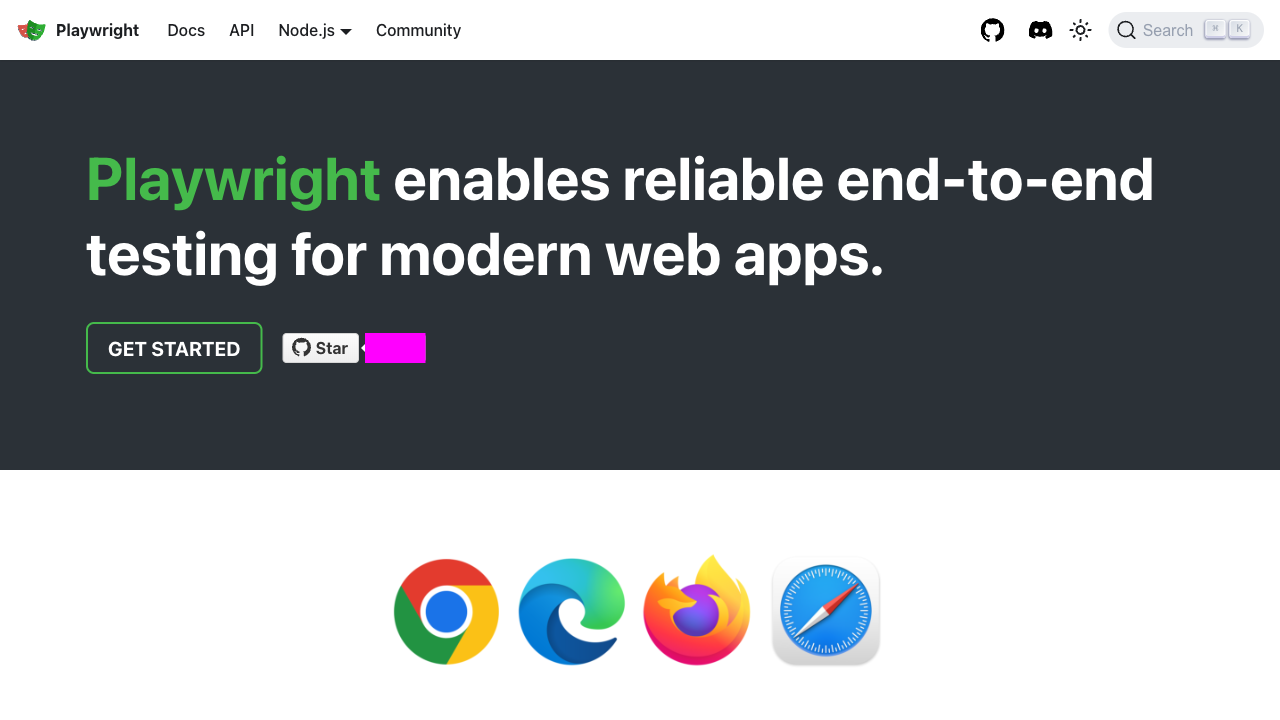 Playwright Docs API Node.js Community Search ⌘ K
Playwright enables reliable end-to-end
testing for modern web apps.
GET STARTED Star